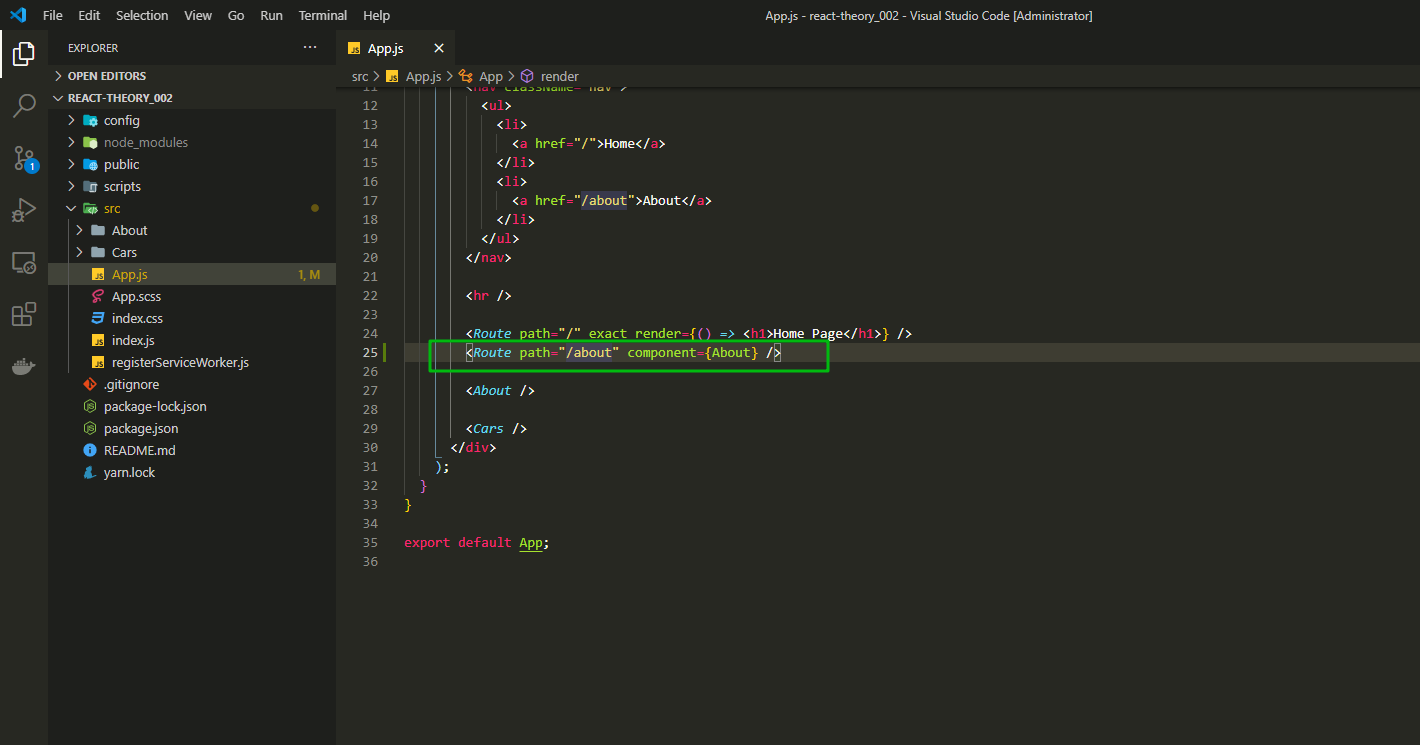 File Edit Selection View Go Run Terminal Help
App.js - react-theory_002 - Visual Studio Code [Administrator]
EXPLORER
OPEN EDITORS
REACT-THEORY_002
config
node_modules
public
scripts
src
About
Cars
App.js 1, M
App.scss
index.css
index.js
registerServiceWorker.js
.gitignore
package-lock.json
package.json
README.md
yarn.lock
1
App.js
src > App.js > App > render
11 <nav className="nav">
12 <ul>
13 <li>
14 <a href="/">Home</a>
15 </li>
16 <li>
17 <a href="/about">About</a>
18 </li>
19 </ul>
20 </nav>
21
22 <hr />
23
24 <Route path="/" exact render={() => <h1>Home Page</h1>} />
25 <Route path="/about" component={About} />
26
27 <About />
28
29 <Cars />
30 </div>
31 );
32 }
33 }
34
35 export default App;
36